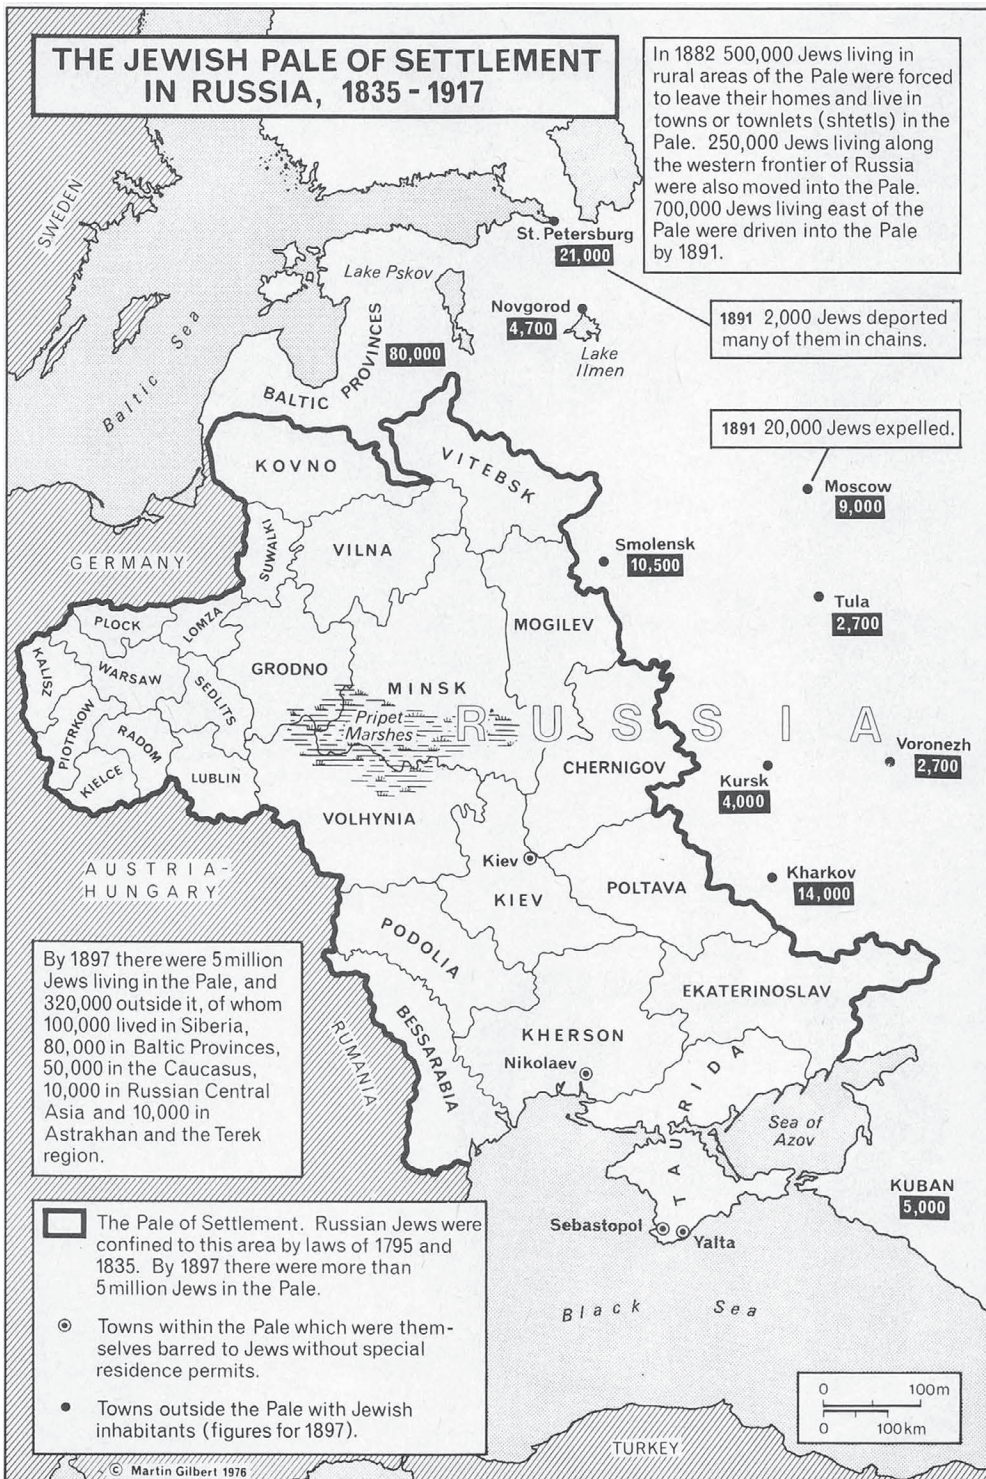 THE JEWISH PALE OF SETTLEMENT
IN RUSSIA, 1835 - 1917
In 1882 500,000 Jews living in
rural areas of the Pale were forced
to leave their homes and live in
towns or townlets (shtetls) in the
Pale. 250,000 Jews living along
the western frontier of Russia
were also moved into the Pale.
700,000 Jews living east of the
Pale were driven into the Pale
by 1891.
SWEDEN
St. Petersburg
21,000
Lake Pskov
Novgorod
4,700
Lake
Ilmen
1891 2,000 Jews deported
many of them in chains.
80,000
BALTIC PROVINCES
Baltic Sea
1891 20,000 Jews expelled.
KOVNO
VITEBSK
Moscow
9,000
SUWALKI
VILNA
Smolensk
10,500
GERMANY
Tula
2,700
PLOCK
LOMZA
MOGILEV
KALISZ
WARSAW
SEDLITS
GRODNO
MINSK
Pripet
Marshes
RUSSIA
PIOTRKOW
RADOM
KIELCE
LUBLIN
CHERNIGOV
Voronezh
2,700
Kursk
4,000
VOLHYNIA
AUSTRIA-
HUNGARY
Kiev
KIEV
POLTAVA
Kharkov
14,000
PODOLIA
By 1897 there were 5 million
Jews living in the Pale, and
320,000 outside it, of whom
100,000 lived in Siberia,
80,000 in Baltic Provinces,
50,000 in the Caucasus,
10,000 in Russian Central
Asia and 10,000 in
Astrakhan and the Terek
region.
EKATERINOSLAV
BESSARABIA
RUMANIA
KHERSON
Nikolaev
TAURIDA
Sea of
Azov
KUBAN
5,000
Sebastopol
Yalta
Black Sea
The Pale of Settlement. Russian Jews were
confined to this area by laws of 1795 and
1835. By 1897 there were more than
5 million Jews in the Pale.
Towns within the Pale which were them-
selves barred to Jews without special
residence permits.
Towns outside the Pale with Jewish
inhabitants (figures for 1897).
0 100m
0 100km
TURKEY
© Martin Gilbert 1976